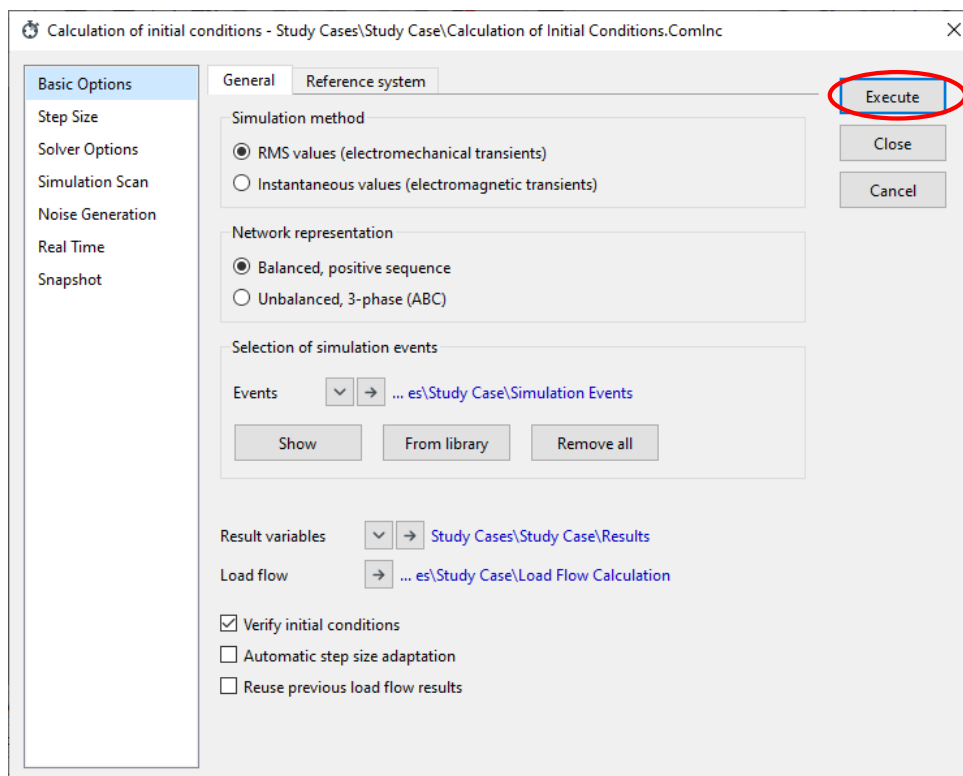 Calculation of initial conditions - Study Cases\Study Case\Calculation of Initial Conditions.ComInc
Basic Options
Step Size
Solver Options
Simulation Scan
Noise Generation
Real Time
Snapshot
General
Reference system
Simulation method
RMS values (electromechanical transients)
Instantaneous values (electromagnetic transients)
Network representation
Balanced, positive sequence
Unbalanced, 3-phase (ABC)
Selection of simulation events
Events ... es\Study Case\Simulation Events
Show From library Remove all
Result variables Study Cases\Study Case\Results
Load flow ... es\Study Case\Load Flow Calculation
Verify initial conditions
Automatic step size adaptation
Reuse previous load flow results
Execute
Close
Cancel